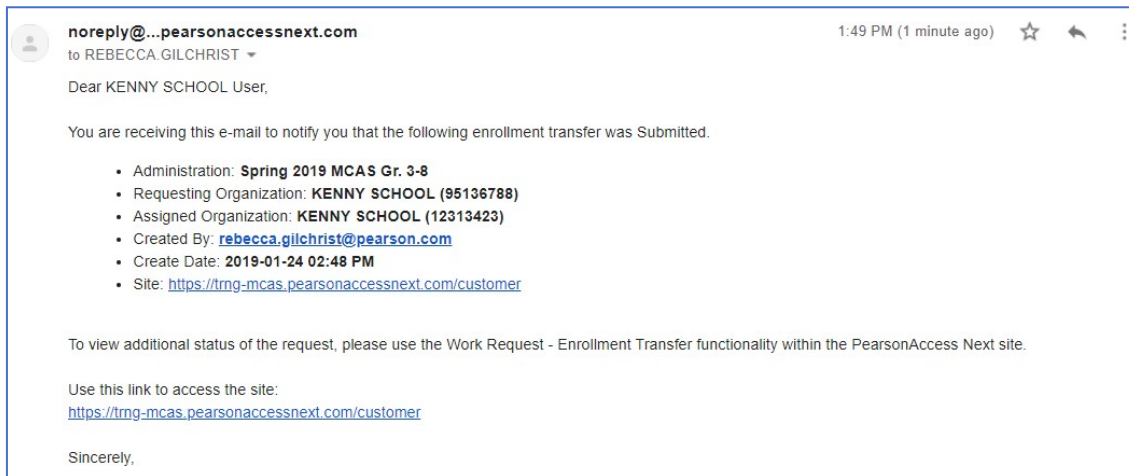 noreply@...pearsonaccessnext.com 1:49 PM (1 minute ago)
to REBECCA.GILCHRIST
Dear KENNY SCHOOL User,
You are receiving this e-mail to notify you that the following enrollment transfer was Submitted.
• Administration: Spring 2019 MCAS Gr. 3-8
• Requesting Organization: KENNY SCHOOL (95136788)
• Assigned Organization: KENNY SCHOOL (12313423)
• Created By: rebecca.gilchrist@pearson.com
• Create Date: 2019-01-24 02:48 PM
• Site: https://trng-mcas.pearsonaccessnext.com/customer
To view additional status of the request, please use the Work Request - Enrollment Transfer functionality within the PearsonAccess Next site.
Use this link to access the site:
https://trng-mcas.pearsonaccessnext.com/customer
Sincerely,